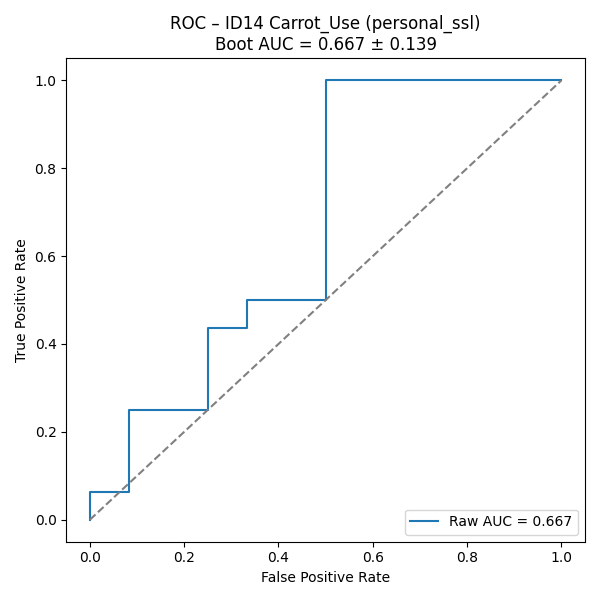 ROC – ID14 Carrot_Use (personal_ssl)
Boot AUC = 0.667 ± 0.139
True Positive Rate
1.0
0.8
0.6
0.4
0.2
0.0
Raw AUC = 0.667
0.0 0.2 0.4 0.6 0.8 1.0
False Positive Rate